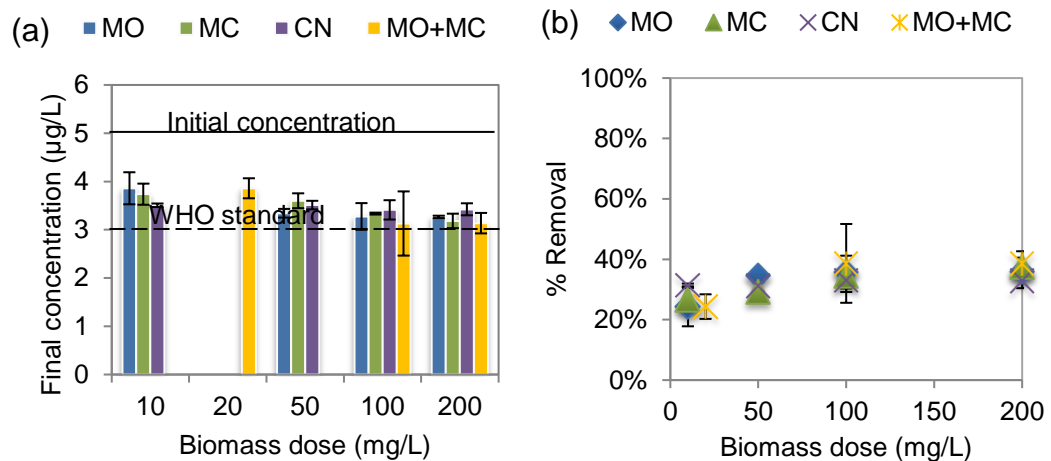 (a) MO MC CN MO+MC
Final concentration (µg/L)
6
5
4
3
2
1
0
Initial concentration
WHO standard
10 20 50 100 200
Biomass dose (mg/L)
(b) MO MC CN MO+MC
% Removal
100%
80%
60%
40%
20%
0%
0 50 100 150 200
Biomass dose (mg/L)